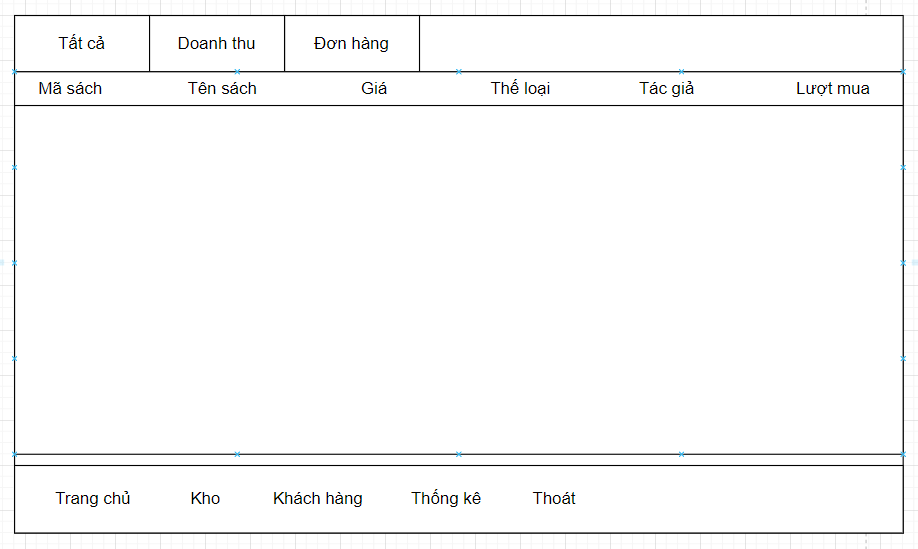 Tất cả Doanh thu Đơn hàng
Mã sách Tên sách Giá Thể loại Tác giả Lượt mua
Trang chủ Kho Khách hàng Thống kê Thoát